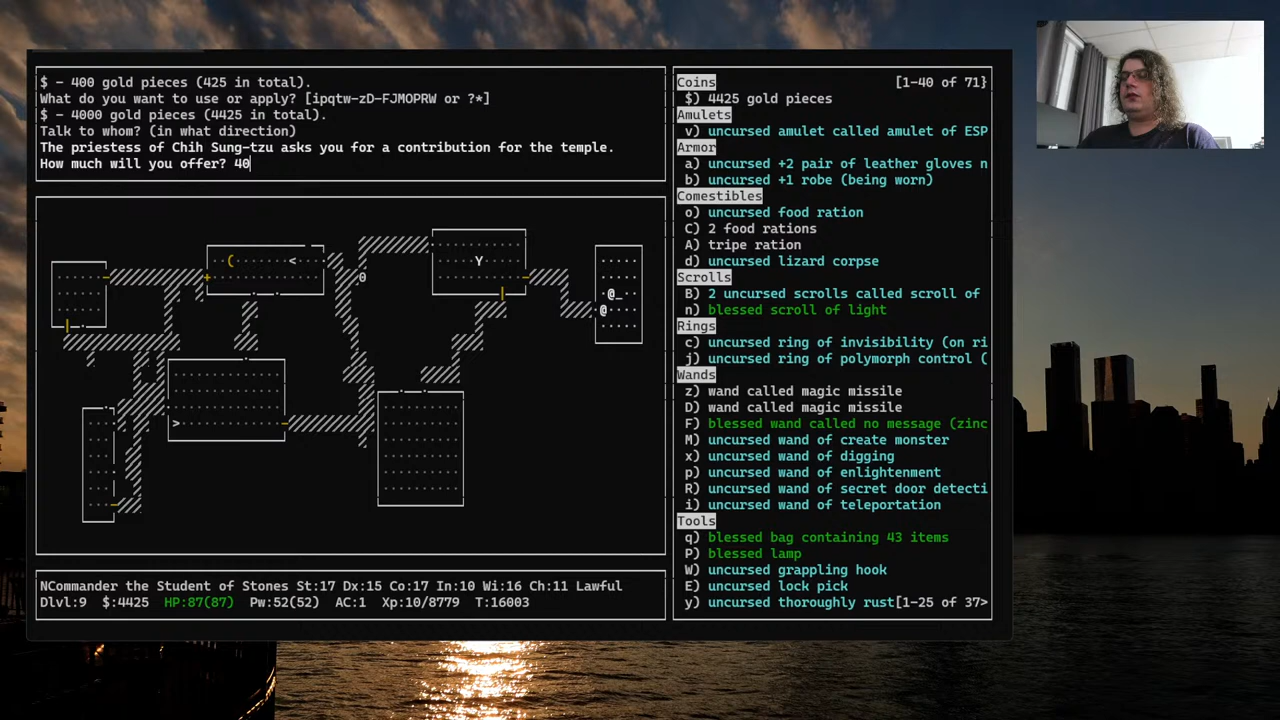 $ - 400 gold pieces (425 in total).
What do you want to use or apply? [ipqtw-zD-FJMOPRW or ?*]
$ - 4000 gold pieces (4425 in total).
Talk to whom? (in what direction)
The priestess of Chih Sung-tzu asks you for a contribution for the temple.
How much will you offer? 40
NCommander the Student of Stones St:17 Dx:15 Co:17 In:10 Wi:16 Ch:11 Lawful
Dlvl:9 $:4425 HP:87(87) Pw:52(52) AC:1 Xp:10/8779 T:16003
Coins [1-40 of 71}
$) 4425 gold pieces
Amulets
v) uncursed amulet called amulet of ESP
Armor
a) uncursed +2 pair of leather gloves n
b) uncursed +1 robe (being worn)
Comestibles
o) uncursed food ration
C) 2 food rations
A) tripe ration
d) uncursed lizard corpse
Scrolls
B) 2 uncursed scrolls called scroll of
n) blessed scroll of light
Rings
c) uncursed ring of invisibility (on ri
j) uncursed ring of polymorph control (
Wands
z) wand called magic missile
D) wand called magic missile
F) blessed wand called no message (zinc
M) uncursed wand of create monster
x) uncursed wand of digging
p) uncursed wand of enlightenment
R) uncursed wand of secret door detecti
i) uncursed wand of teleportation
Tools
q) blessed bag containing 43 items
P) blessed lamp
W) uncursed grappling hook
E) uncursed lock pick
y) uncursed thoroughly rust[1-25 of 37>